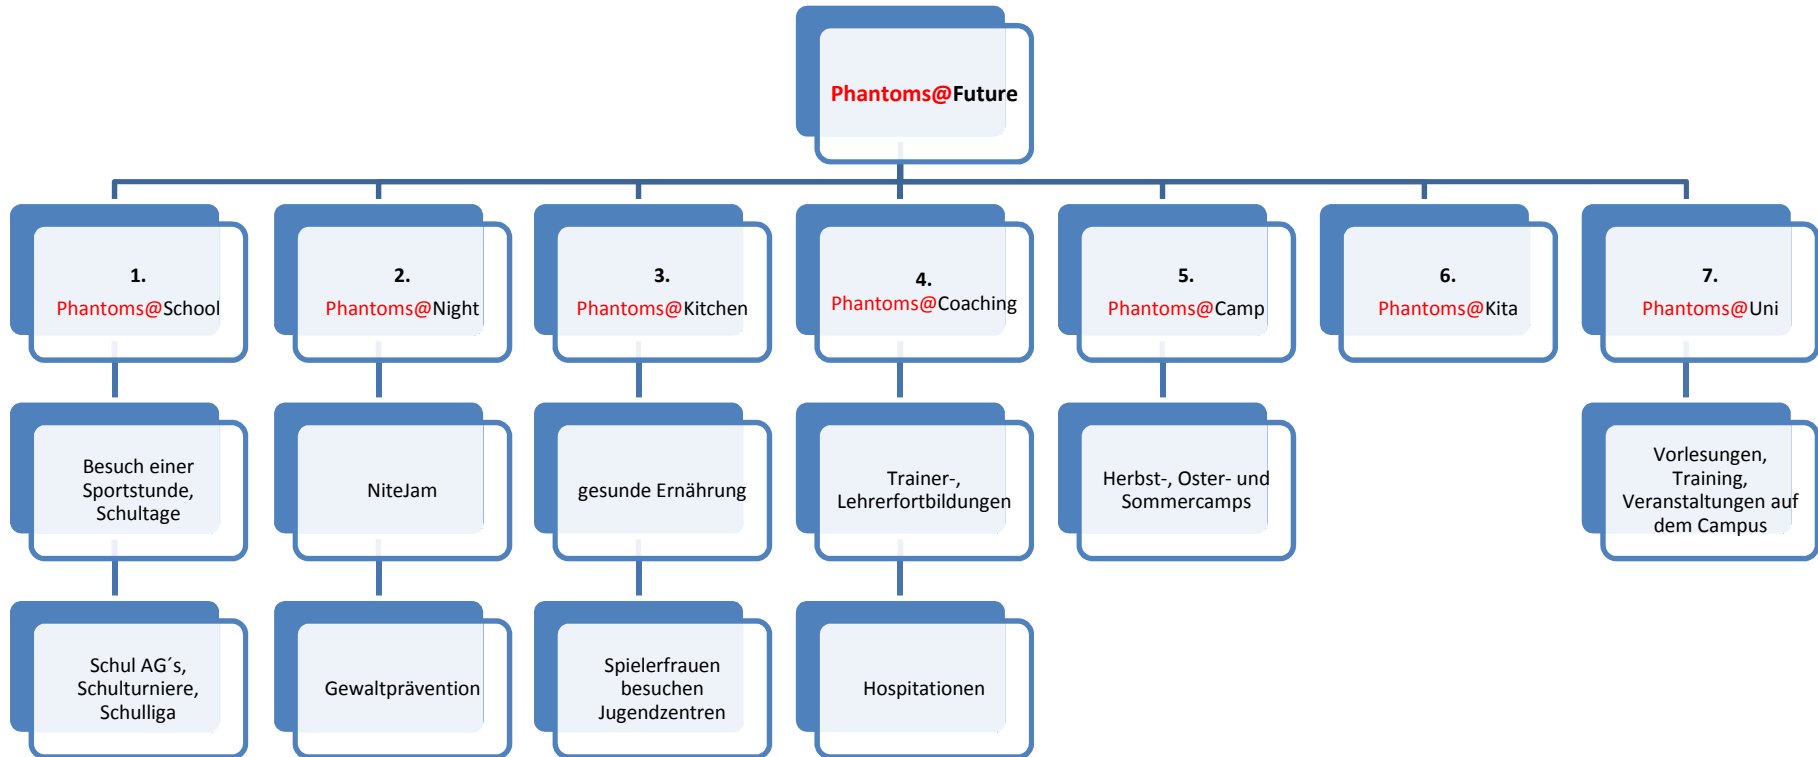 Phantoms@Future
1.
Phantoms@School
2.
Phantoms@Night
3.
Phantoms@Kitchen
4.
Phantoms@Coaching
5.
Phantoms@Camp
6.
Phantoms@Kita
7.
Phantoms@Uni
Besuch einer
Sportstunde,
Schultage
NiteJam
gesunde Ernährung
Trainer-,
Lehrerfortbildungen
Herbst-, Oster- und
Sommercamps
Vorlesungen,
Training,
Veranstaltungen auf
dem Campus
Schul AG´s,
Schulturniere,
Schulliga
Gewaltprävention
Spielerfrauen
besuchen
Jugendzentren
Hospitationen